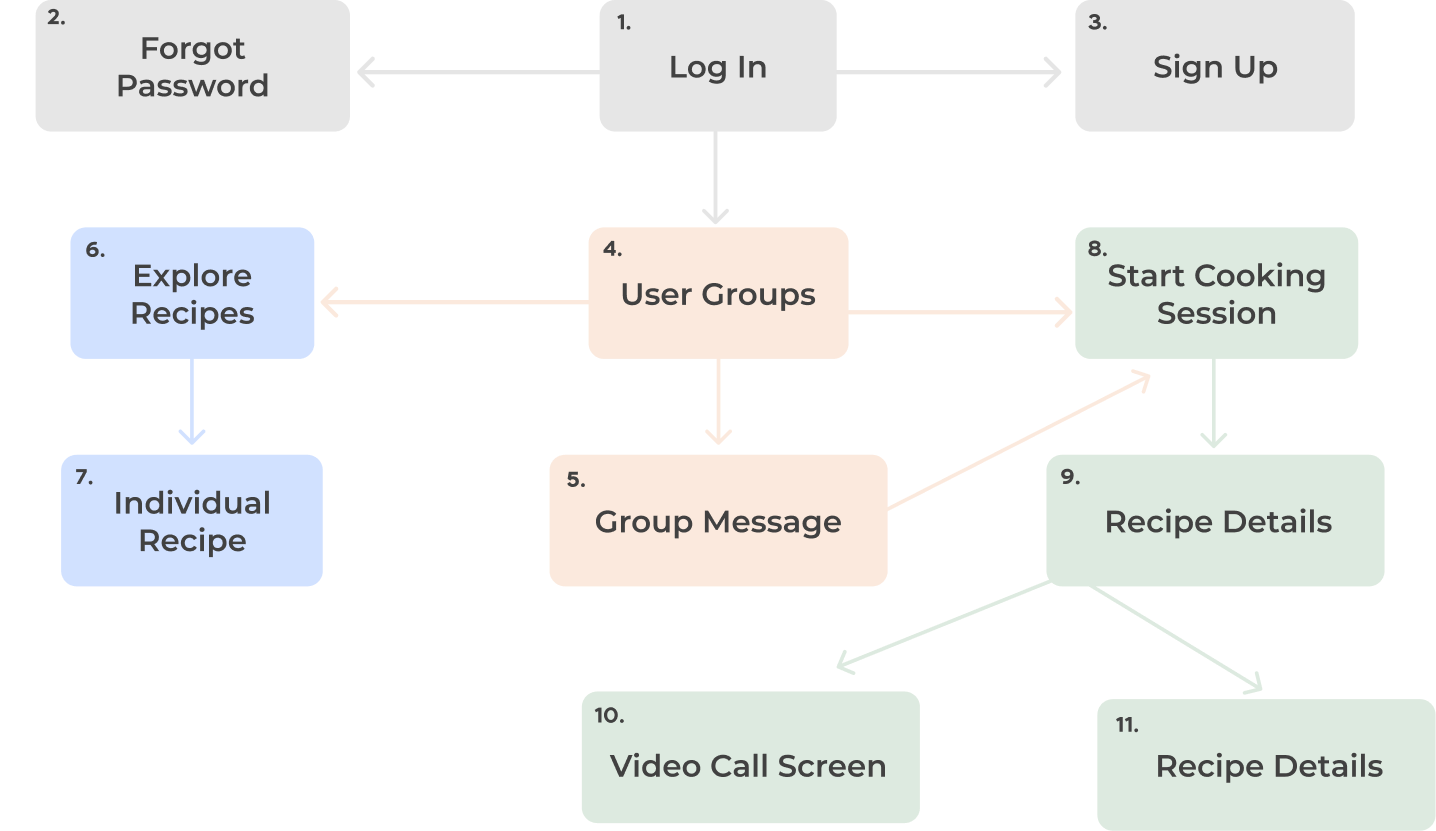 2.
Forgot
Password
1.
Log In
3.
Sign Up
6.
Explore
Recipes
4.
User Groups
8.
Start Cooking
Session
7.
Individual
Recipe
5.
Group Message
9.
Recipe Details
10.
Video Call Screen
11.
Recipe Details